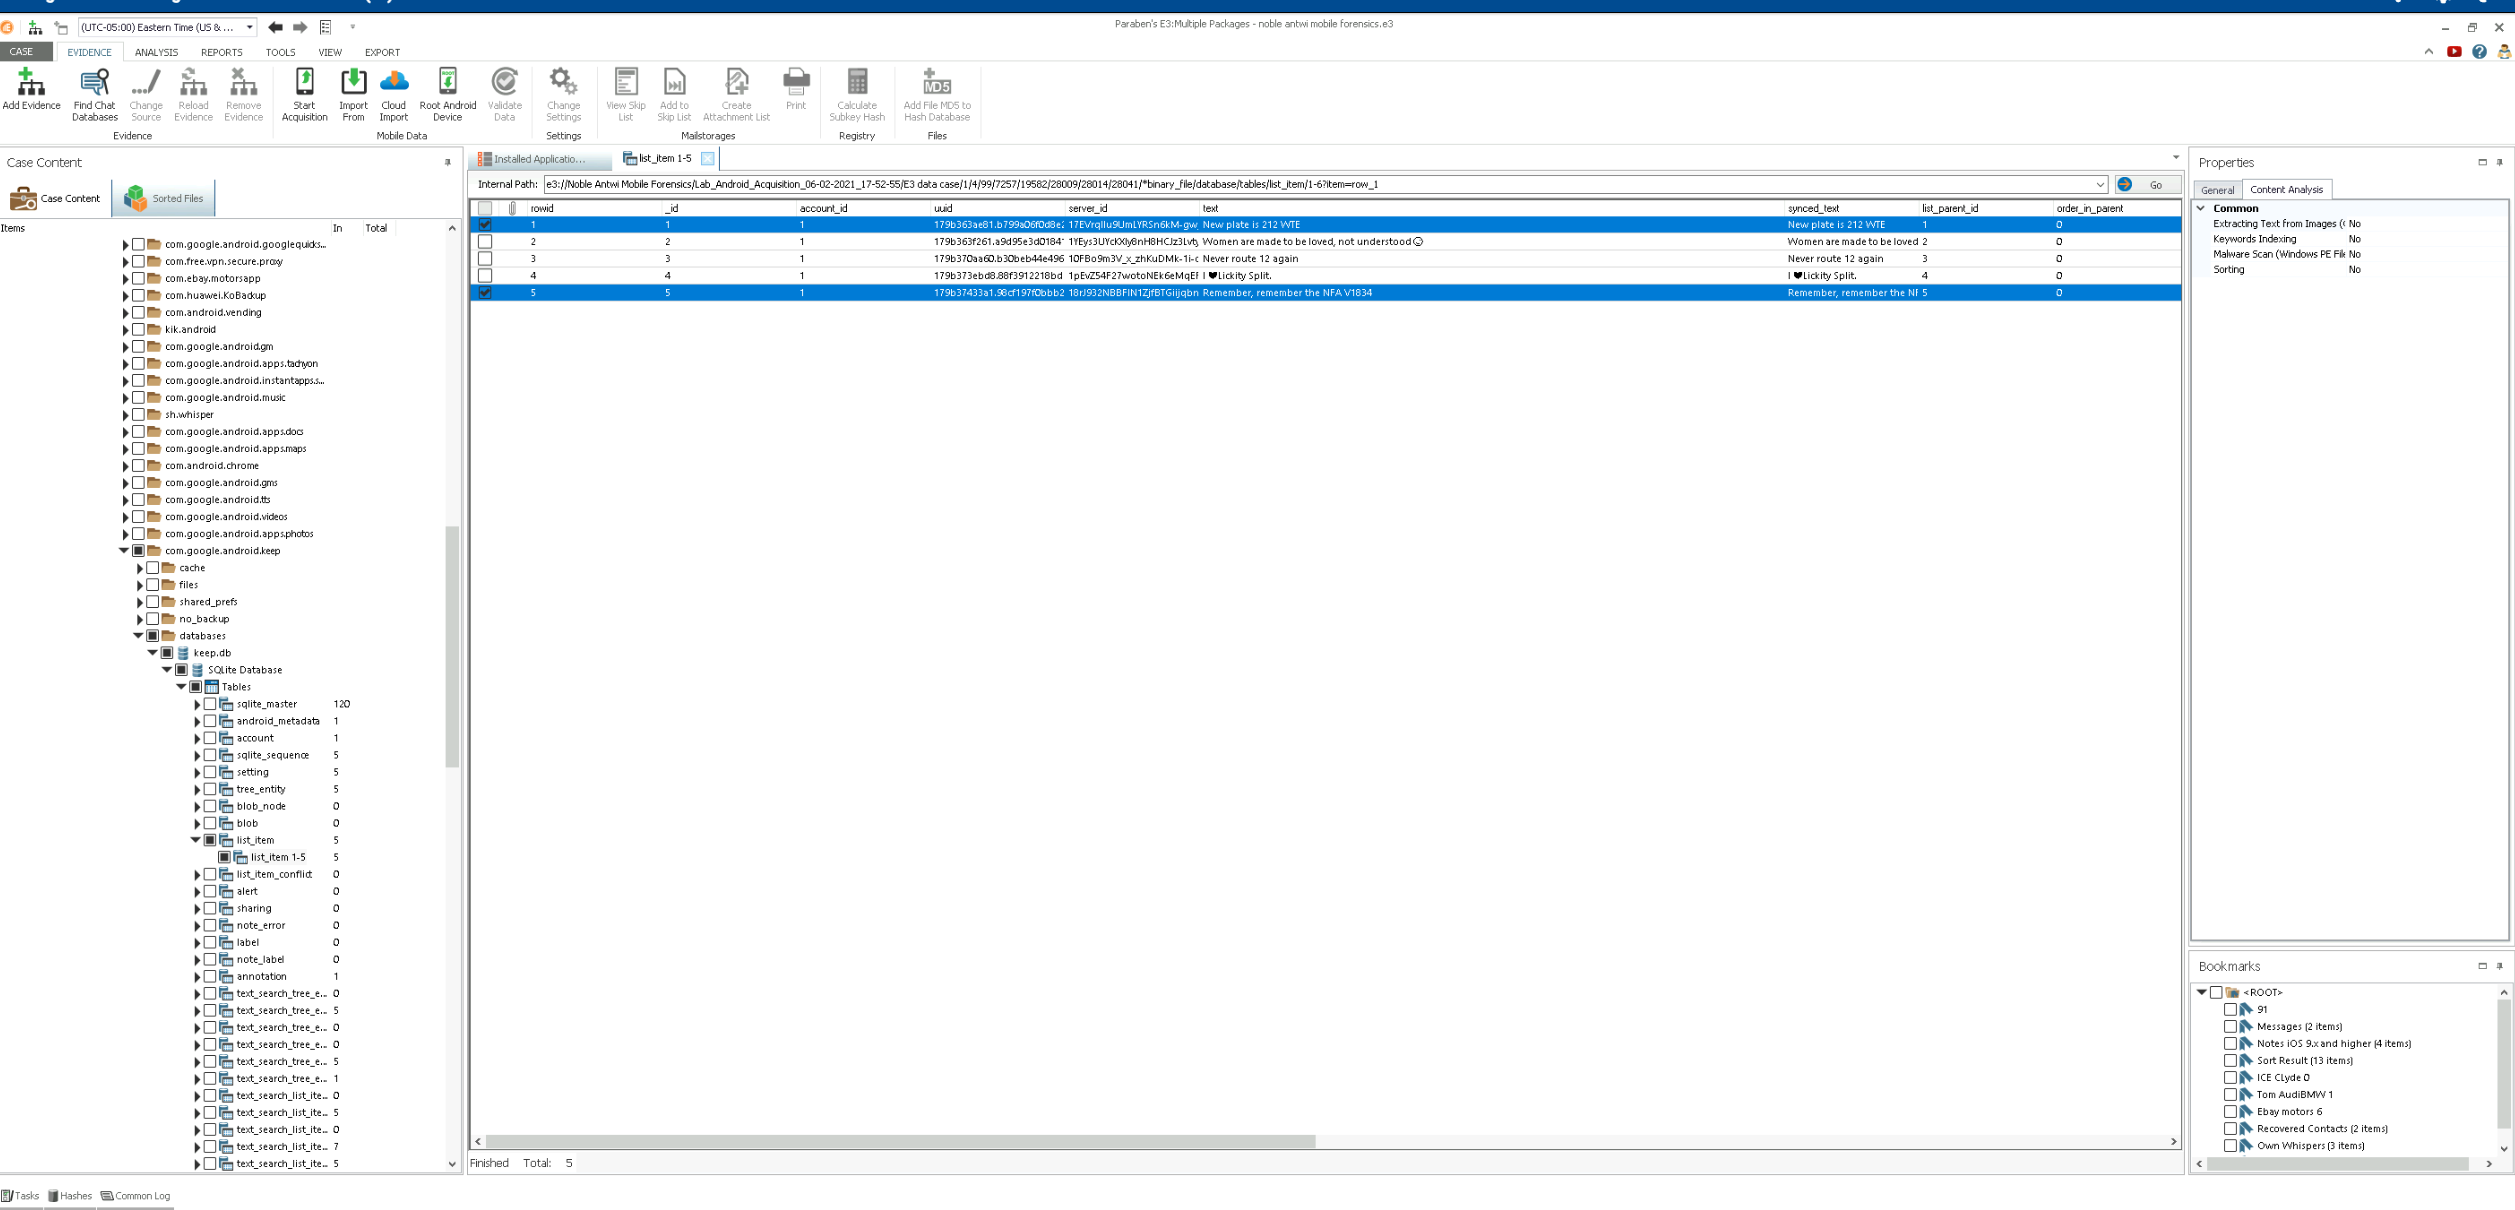 (UTC-05:00) Eastern Time (US & ...
Paraben's E3:Multiple Packages - noble antwi mobile forensics.e3
CASE EVIDENCE ANALYSIS REPORTS TOOLS VIEW EXPORT
Add Evidence
Find Chat Databases
Change Source
Reload Evidence
Remove Evidence
Start Acquisition
Import From
Cloud Import
Root Android Device
Validate Data
Change Settings
View Skip List
Add to Skip List
Create Attachment List
Print
Calculate Subkey Hash
Add File MD5 to Hash Database
Evidence Mobile Data Settings Mailstorages Registry Files
Case Content
Case Content Sorted Files
Items In Total
com.google.android.googlequicks...
com.free.vpn.secure.proxy
com.ebay.motorsapp
com.huawei.KoBackup
com.android.vending
kik.android
com.google.android.gm
com.google.android.apps.tachyon
com.google.android.instantapps.s...
com.google.android.music
sh.whisper
com.google.android.apps.docs
com.google.android.apps.maps
com.android.chrome
com.google.android.gms
com.google.android.tts
com.google.android.videos
com.google.android.apps.photos
com.google.android.keep
cache
files
shared_prefs
no_backup
databases
keep.db
SQLite Database
Tables
sqlite_master 120
android_metadata 1
account 1
sqlite_sequence 5
setting 5
tree_entity 5
blob_node 0
blob 0
list_item 5
list_item 1-5 5
list_item_conflict 0
alert 0
sharing 0
note_error 0
label 0
note_label 0
annotation 1
text_search_tree_e... 0
text_search_tree_e... 5
text_search_tree_e... 0
text_search_tree_e... 0
text_search_tree_e... 5
text_search_tree_e... 1
text_search_list_ite... 0
text_search_list_ite... 5
text_search_list_ite... 0
text_search_list_ite... 7
text_search_list_ite... 5
Installed Applicatio... list_item 1-5
Internal Path: e3://Noble Antwi Mobile Forensics/Lab_Android_Acquisition_06-02-2021_17-52-55/E3 data case/1/4/99/7257/19582/28009/28014/28041/*binary_file/database/tables/list_item/1-6?item=row_1 Go
rowid _id account_id uuid server_id text synced_text list_parent_id order_in_parent
1 1 1 New plate is 212 WTE New plate is 212 WTE 1 0
2 2 1 Women are made to be loved, not understood☺ Women are made to be loved 2 0
3 3 1 Never route 12 again Never route 12 again 3 0
4 4 1 I ♥Lickity Split. I ♥Lickity Split. 4 0
5 5 1 Remember, remember the NFA V1834 Remember, remember the NF 5 0
Finished Total: 5
Properties
General Content Analysis
Common
Extracting Text from Images (C No
Keywords Indexing No
Malware Scan (Windows PE File No
Sorting No
Bookmarks
<ROOT>
91
Messages (2 items)
Notes iOS 9.x and higher (4 items)
Sort Result (13 items)
ICE CLyde 0
Tom AudiBMW 1
Ebay motors 6
Recovered Contacts (2 items)
Own Whispers (3 items)
Tasks Hashes Common Log